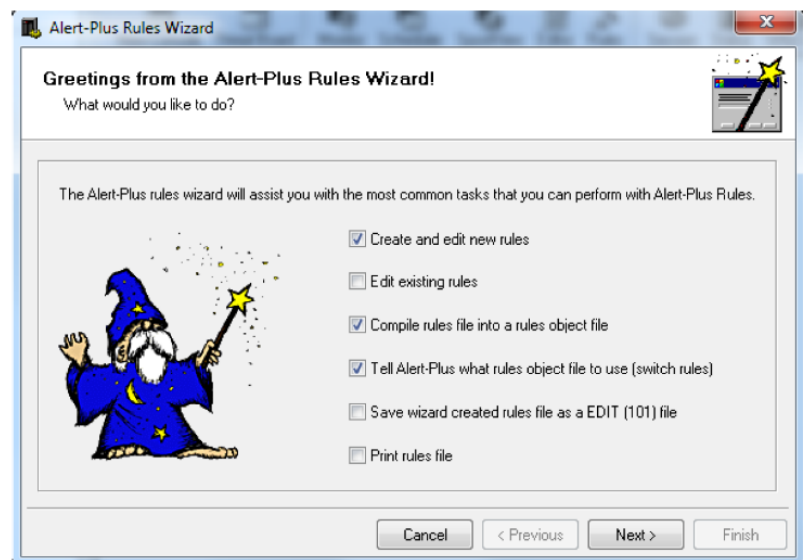 Alert-Plus Rules Wizard
Greetings from the Alert-Plus Rules Wizard!
What would you like to do?
The Alert-Plus rules wizard will assist you with the most common tasks that you can perform with Alert-Plus Rules.
Create and edit new rules
Edit existing rules
Compile rules file into a rules object file
Tell Alert-Plus what rules object file to use (switch rules)
Save wizard created rules file as a EDIT (101) file
Print rules file
Cancel
< Previous
Next >
Finish